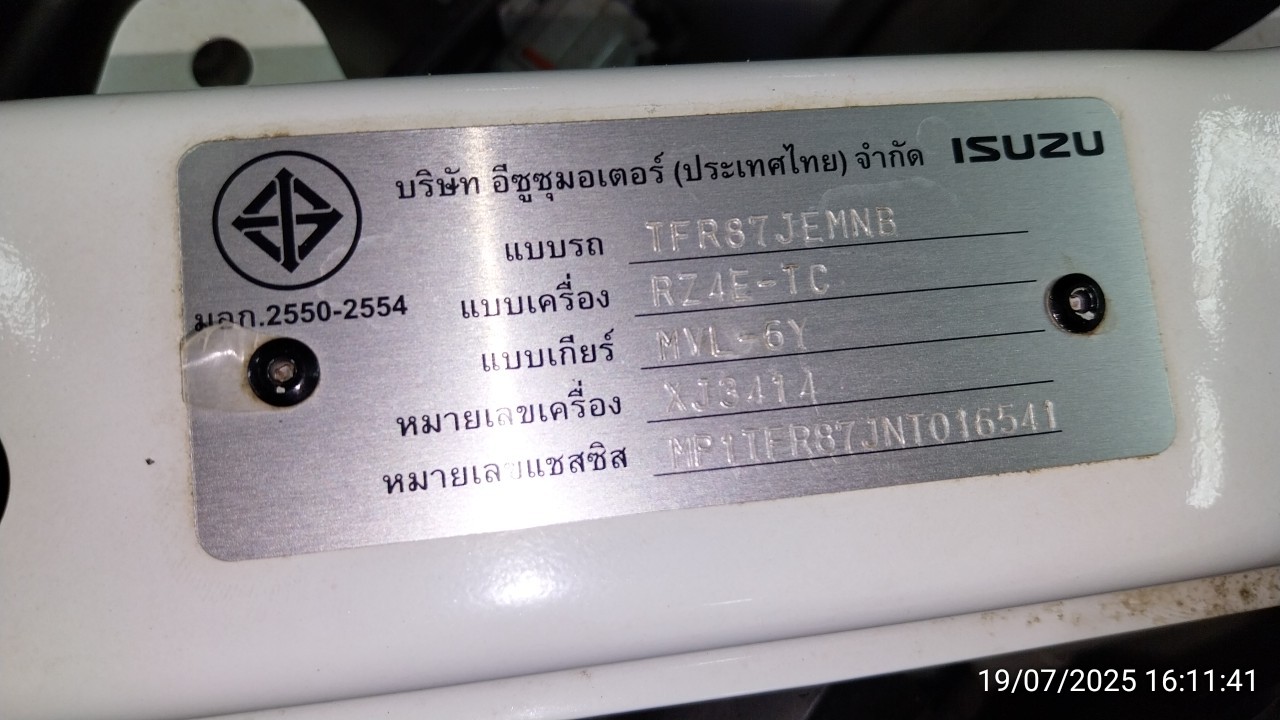 บริษัท อีซูซุมอเตอร์ (ประเทศไทย) จำกัด ISUZU
แบบรถ TFR87JEMNB
มอก.2550-2554
แบบเครื่อง RZ4E-TC
แบบเกียร์ MVL-6Y
หมายเลขเครื่อง XJ3414
หมายเลขแชสซิส MP1TFR87JNT016541
19/07/2025 16:11:41